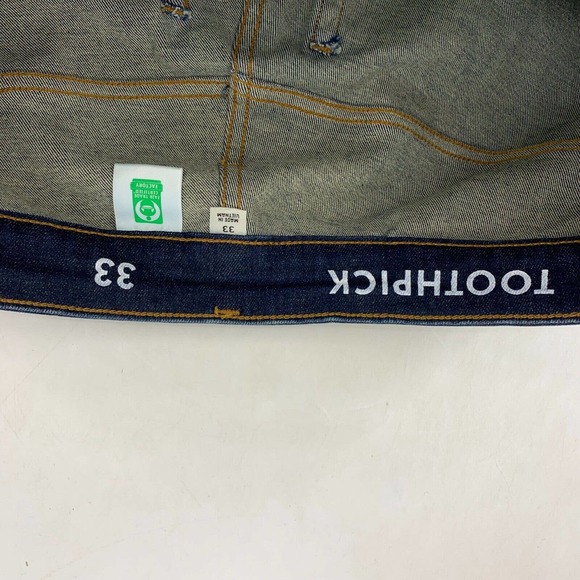 TOOTHPICK 33
33
MADE IN
VIETNAM
FAIR TRADE
CERTIFIED
FACTORY